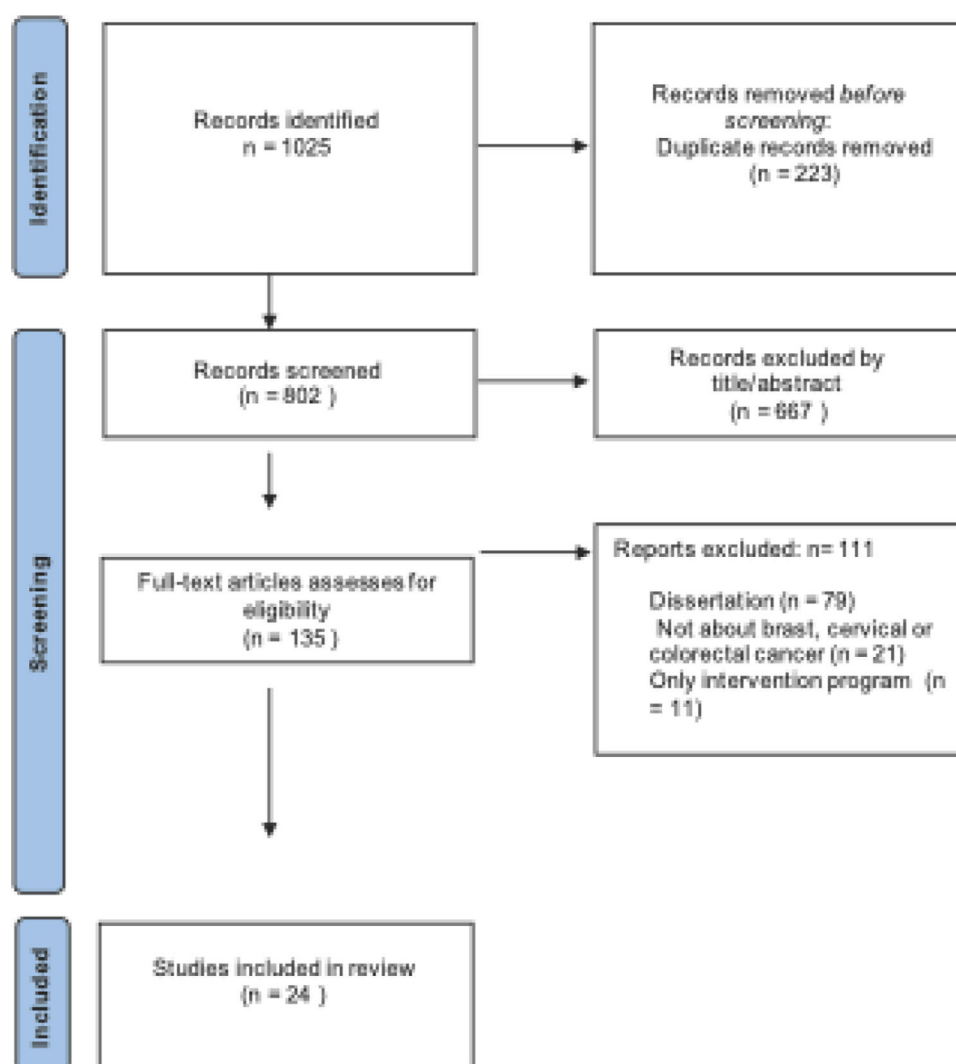 Identification
Records identified
n = 1025
Records removed before
screening:
Duplicate records removed
(n = 223)
Screening
Records screened
(n = 802 )
Records excluded by
title/abstract
(n = 667 )
Full-text articles assesses for
eligibility
(n = 135 )
Reports excluded: n= 111
Dissertation (n = 79)
Not about brast, cervical or
colorectal cancer (n = 21)
Only intervention program (n
= 11)
Included
Studies included in review
(n = 24 )